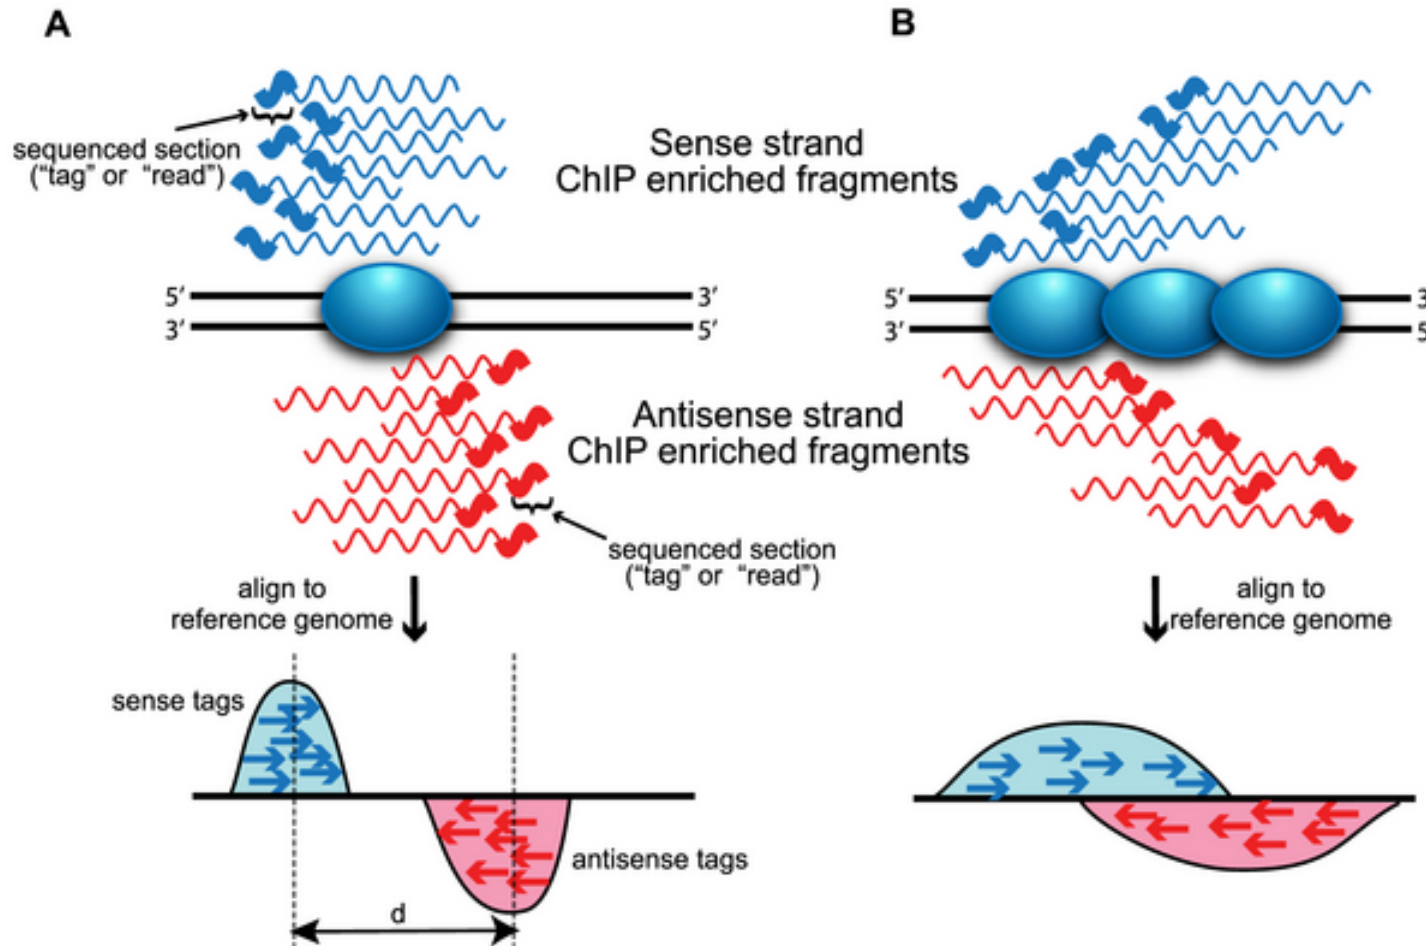 A
B
sequenced section
(“tag” or “read”)
Sense strand
ChIP enriched fragments
5′
3′
3′
5′
5′
3
3′
5
Antisense strand
ChIP enriched fragments
sequenced section
(“tag” or “read”)
align to
reference genome
align to
reference genome
sense tags
antisense tags
d